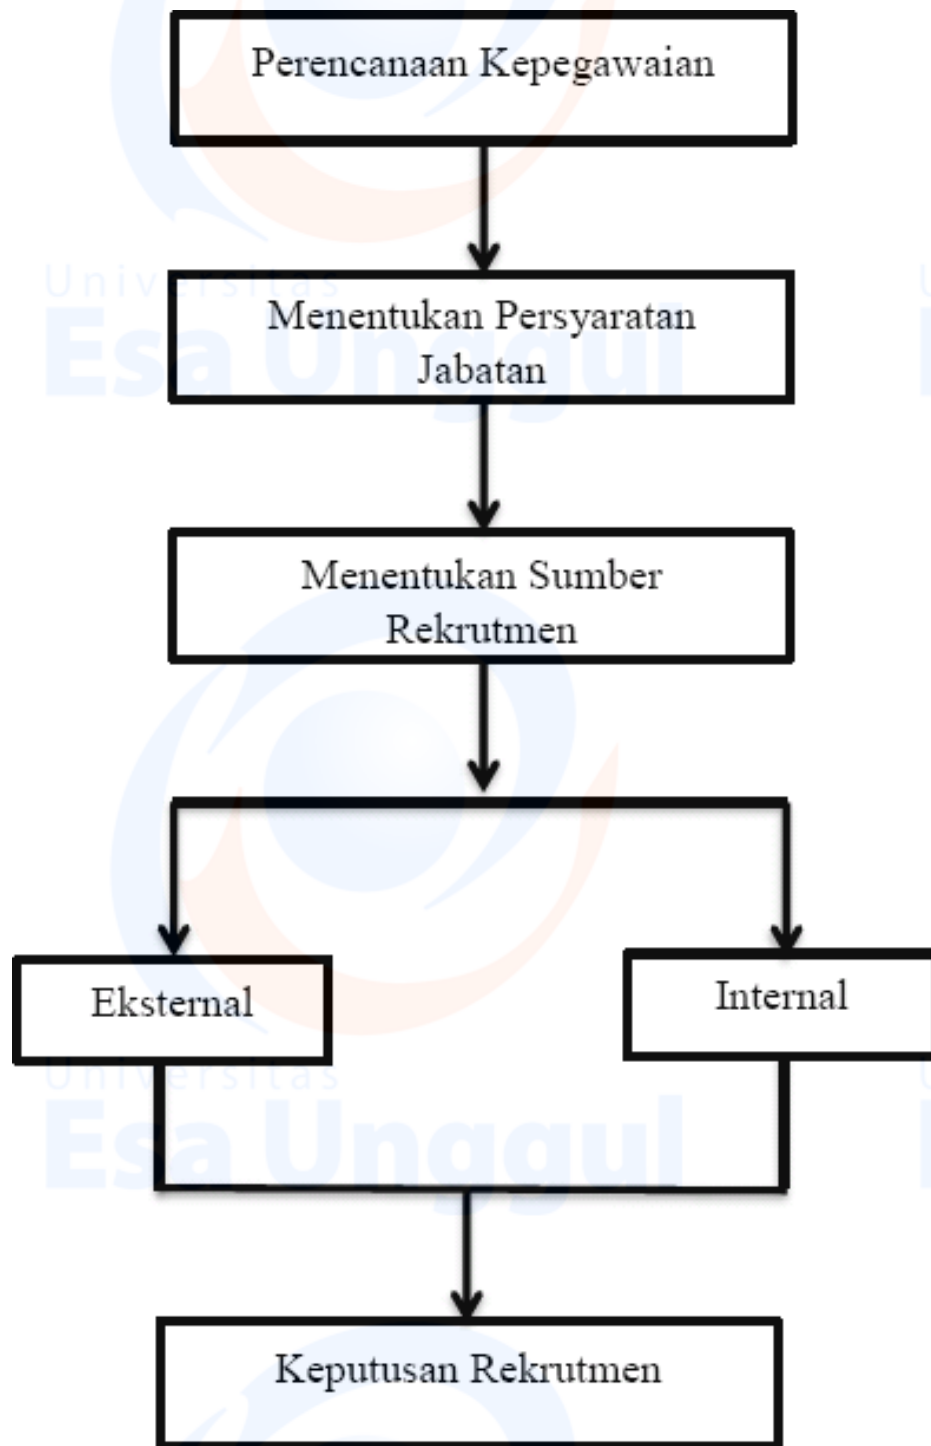 Perencanaan Kepegawaian
Universitas
Esa Unggul
Menentukan Persyaratan
Jabatan
Menentukan Sumber
Rekrutmen
Eksternal
Internal
Universitas
Esa Unggul
Keputusan Rekrutmen